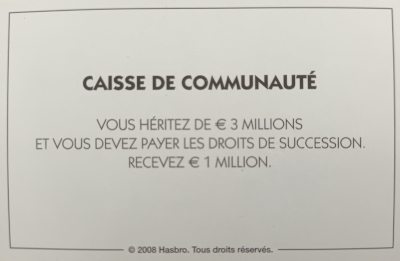 CAISSE DE COMMUNAUTÉ
VOUS HÉRITEZ DE € 3 MILLIONS
ET VOUS DEVEZ PAYER LES DROITS DE SUCCESSION.
RECEVEZ € 1 MILLION.
© 2008 Hasbro. Tous droits réservés.